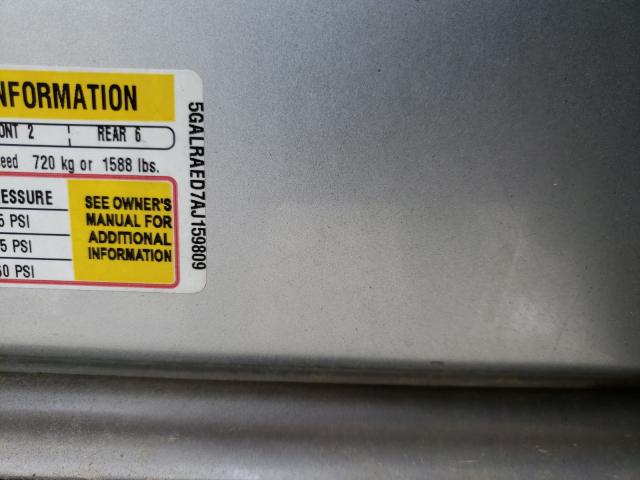 NFORMATION
ONT 2 REAR 6
eed 720 kg or 1588 lbs.
ESSURE
5 PSI
5 PSI
60 PSI
SEE OWNER'S
MANUAL FOR
ADDITIONAL
INFORMATION
5GALRAED7AJ159809